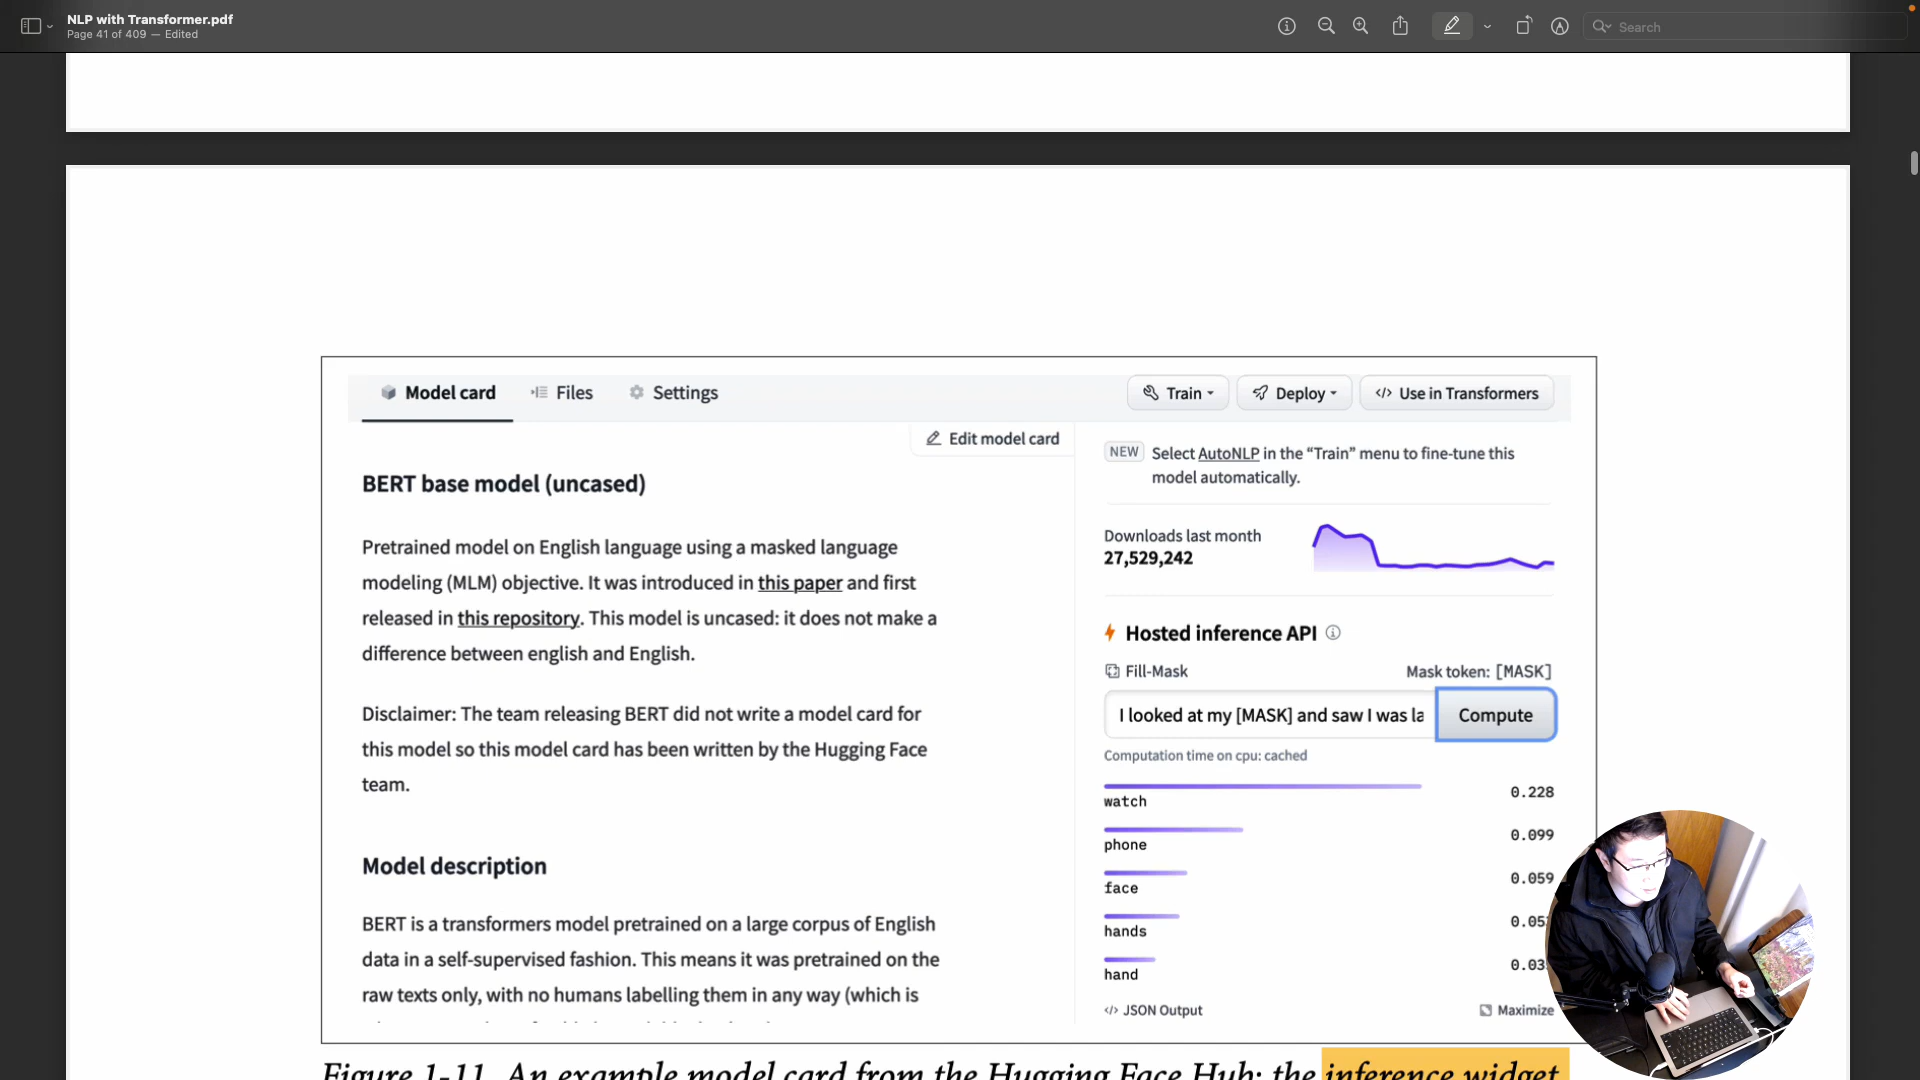 NLP with Transformer.pdf
Page 41 of 409 — Edited
Search
Model card
Files
Settings
Train
Deploy
</> Use in Transformers
Edit model card
BERT base model (uncased)
Pretrained model on English language using a masked language
modeling (MLM) objective. It was introduced in this paper and first
released in this repository. This model is uncased: it does not make a
difference between english and English.
Disclaimer: The team releasing BERT did not write a model card for
this model so this model card has been written by the Hugging Face
team.
Model description
BERT is a transformers model pretrained on a large corpus of English
data in a self-supervised fashion. This means it was pretrained on the
raw texts only, with no humans labelling them in any way (which is
NEW Select AutoNLP in the “Train” menu to fine-tune this
model automatically.
Downloads last month
27,529,242
Hosted inference API
Fill-Mask
Mask token: [MASK]
I looked at my [MASK] and saw I was la
Compute
Computation time on cpu: cached
watch 0.228
phone 0.099
face 0.059
hands
hand
</> JSON Output
Maximize
Figure 1-11. An example model card from the Hugging Face Hub: the inference widget